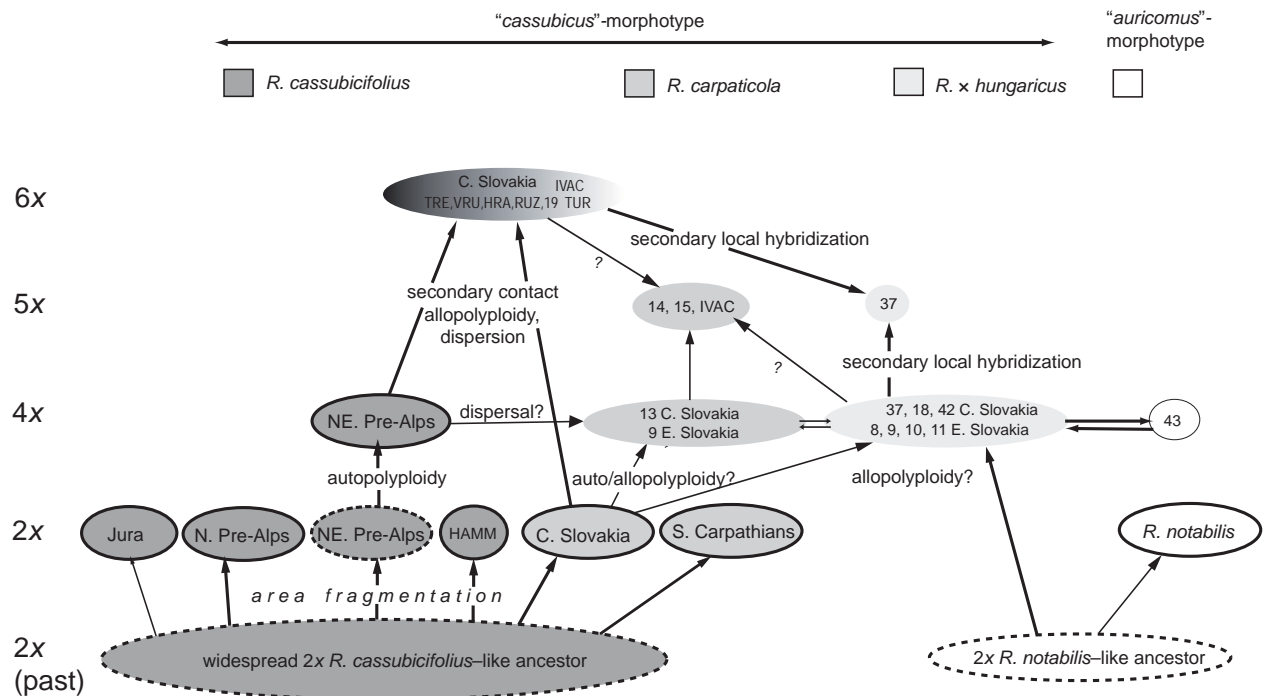 “cassubicus”-morphotype
“auricomus”-
morphotype
R. cassubicifolius
R. carpaticola
R. × hungaricus
6x
C. Slovakia IVAC
TRE,VRU,HRA,RUZ,19 TUR
secondary local hybridization
?
5x
secondary contact
allopolyploidy,
dispersion
14, 15, IVAC
37
secondary local hybridization
?
4x
NE. Pre-Alps
dispersal?
13 C. Slovakia
9 E. Slovakia
37, 18, 42 C. Slovakia
8, 9, 10, 11 E. Slovakia
43
autopolyploidy
auto/allopolyploidy?
allopolyploidy?
2x
Jura
N. Pre-Alps
NE. Pre-Alps
HAMM
C. Slovakia
S. Carpathians
R. notabilis
area fragmentation
2x
(past)
widespread 2x R. cassubicifolius–like ancestor
2x R. notabilis–like ancestor